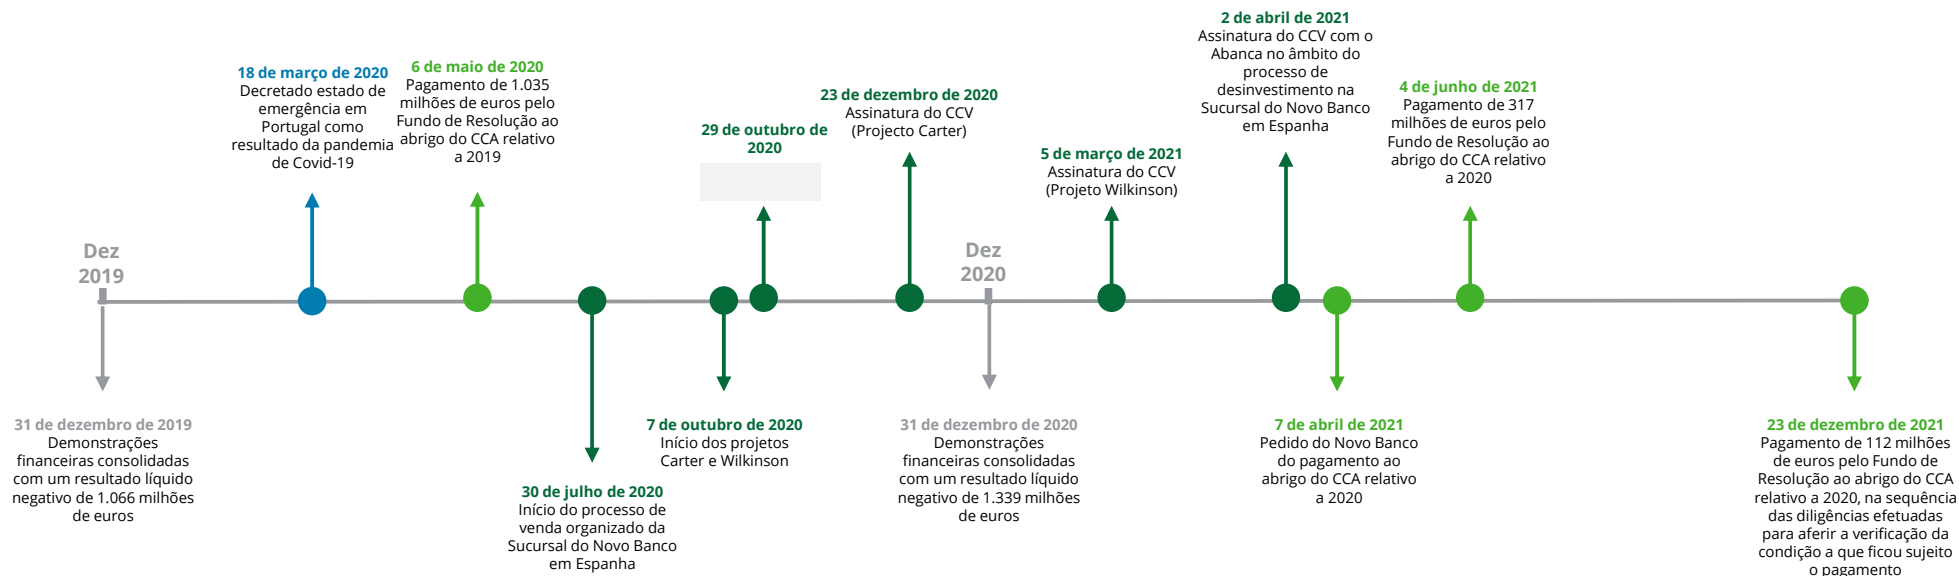 Dez
2019
31 de dezembro de 2019
Demonstrações
financeiras consolidadas
com um resultado líquido
negativo de 1.066 milhões
de euros
18 de março de 2020
Decretado estado de
emergência em
Portugal como
resultado da pandemia
de Covid-19
6 de maio de 2020
Pagamento de 1.035
milhões de euros pelo
Fundo de Resolução ao
abrigo do CCA relativo
a 2019
30 de julho de 2020
Início do processo de
venda organizado da
Sucursal do Novo Banco
em Espanha
7 de outubro de 2020
Início dos projetos
Carter e Wilkinson
29 de outubro de
2020
23 de dezembro de 2020
Assinatura do CCV
(Projecto Carter)
Dez
2020
31 de dezembro de 2020
Demonstrações
financeiras consolidadas
com um resultado líquido
negativo de 1.339 milhões
de euros
5 de março de 2021
Assinatura do CCV
(Projeto Wilkinson)
2 de abril de 2021
Assinatura do CCV com o
Abanca no âmbito do
processo de
desinvestimento na
Sucursal do Novo Banco
em Espanha
7 de abril de 2021
Pedido do Novo Banco
do pagamento ao
abrigo do CCA relativo
a 2020
4 de junho de 2021
Pagamento de 317
milhões de euros pelo
Fundo de Resolução ao
abrigo do CCA relativo
a 2020
23 de dezembro de 2021
Pagamento de 112 milhões
de euros pelo Fundo de
Resolução ao abrigo do CCA
relativo a 2020, na sequência
das diligências efetuadas
para aferir a verificação da
condição a que ficou sujeito
o pagamento